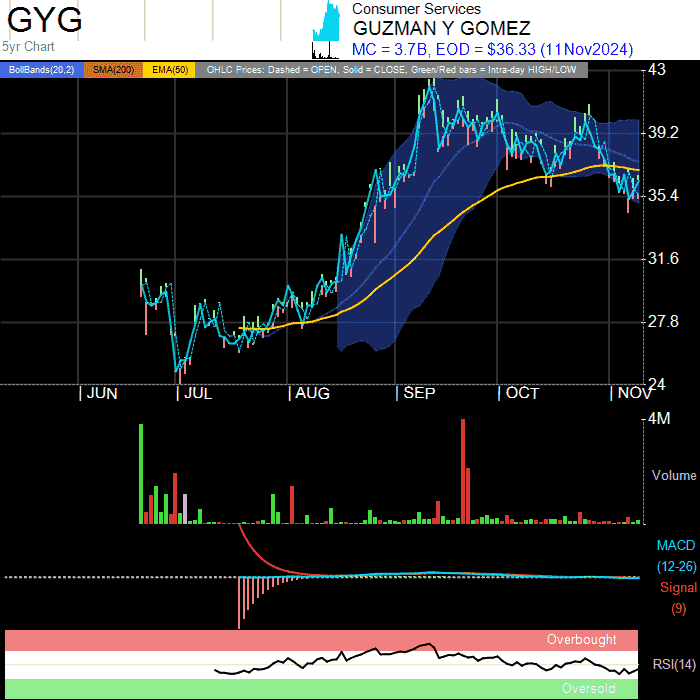 GYG
5yr Chart
Consumer Services
GUZMAN Y GOMEZ
MC = 3.7B, EOD = $36.33 (11Nov2024)
BollBands(20,2) SMA(200) EMA(50) OHLC Prices: Dashed = OPEN, Solid = CLOSE, Green/Red bars = Intra-day HIGH/LOW
43
39.2
35.4
31.6
27.8
24
| JUN | JUL | AUG | SEP | OCT | NOV
4M
Volume
MACD
(12-26)
Signal
(9)
Overbought
RSI(14)
Oversold